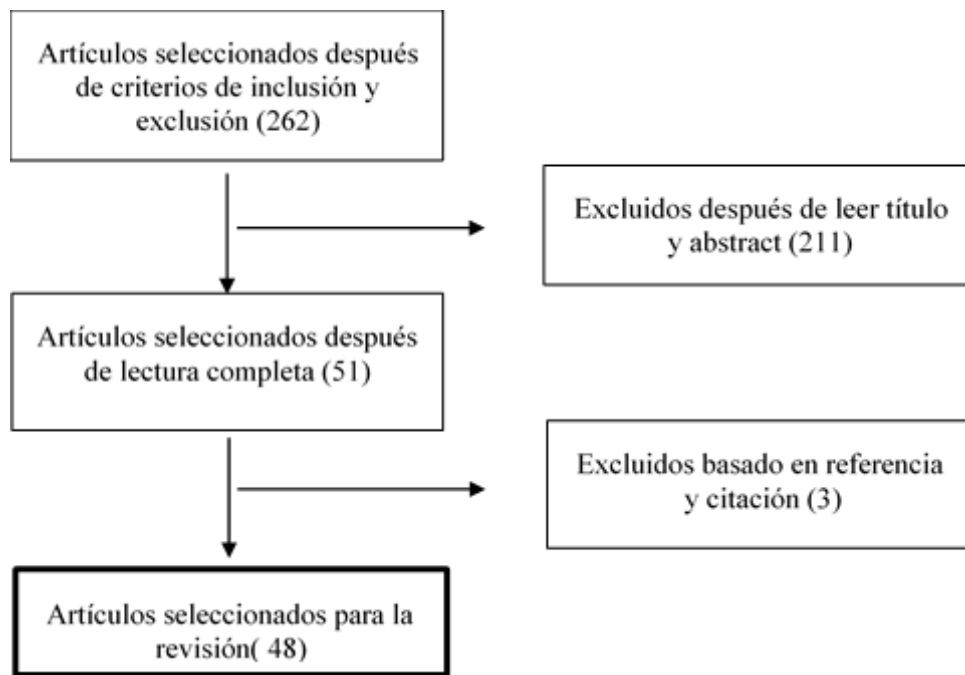 Artículos seleccionados después
de criterios de inclusión y
exclusión (262)
Excluidos después de leer título
y abstract (211)
Artículos seleccionados después
de lectura completa (51)
Excluidos basado en referencia
y citación (3)
Artículos seleccionados para la
revisión( 48)